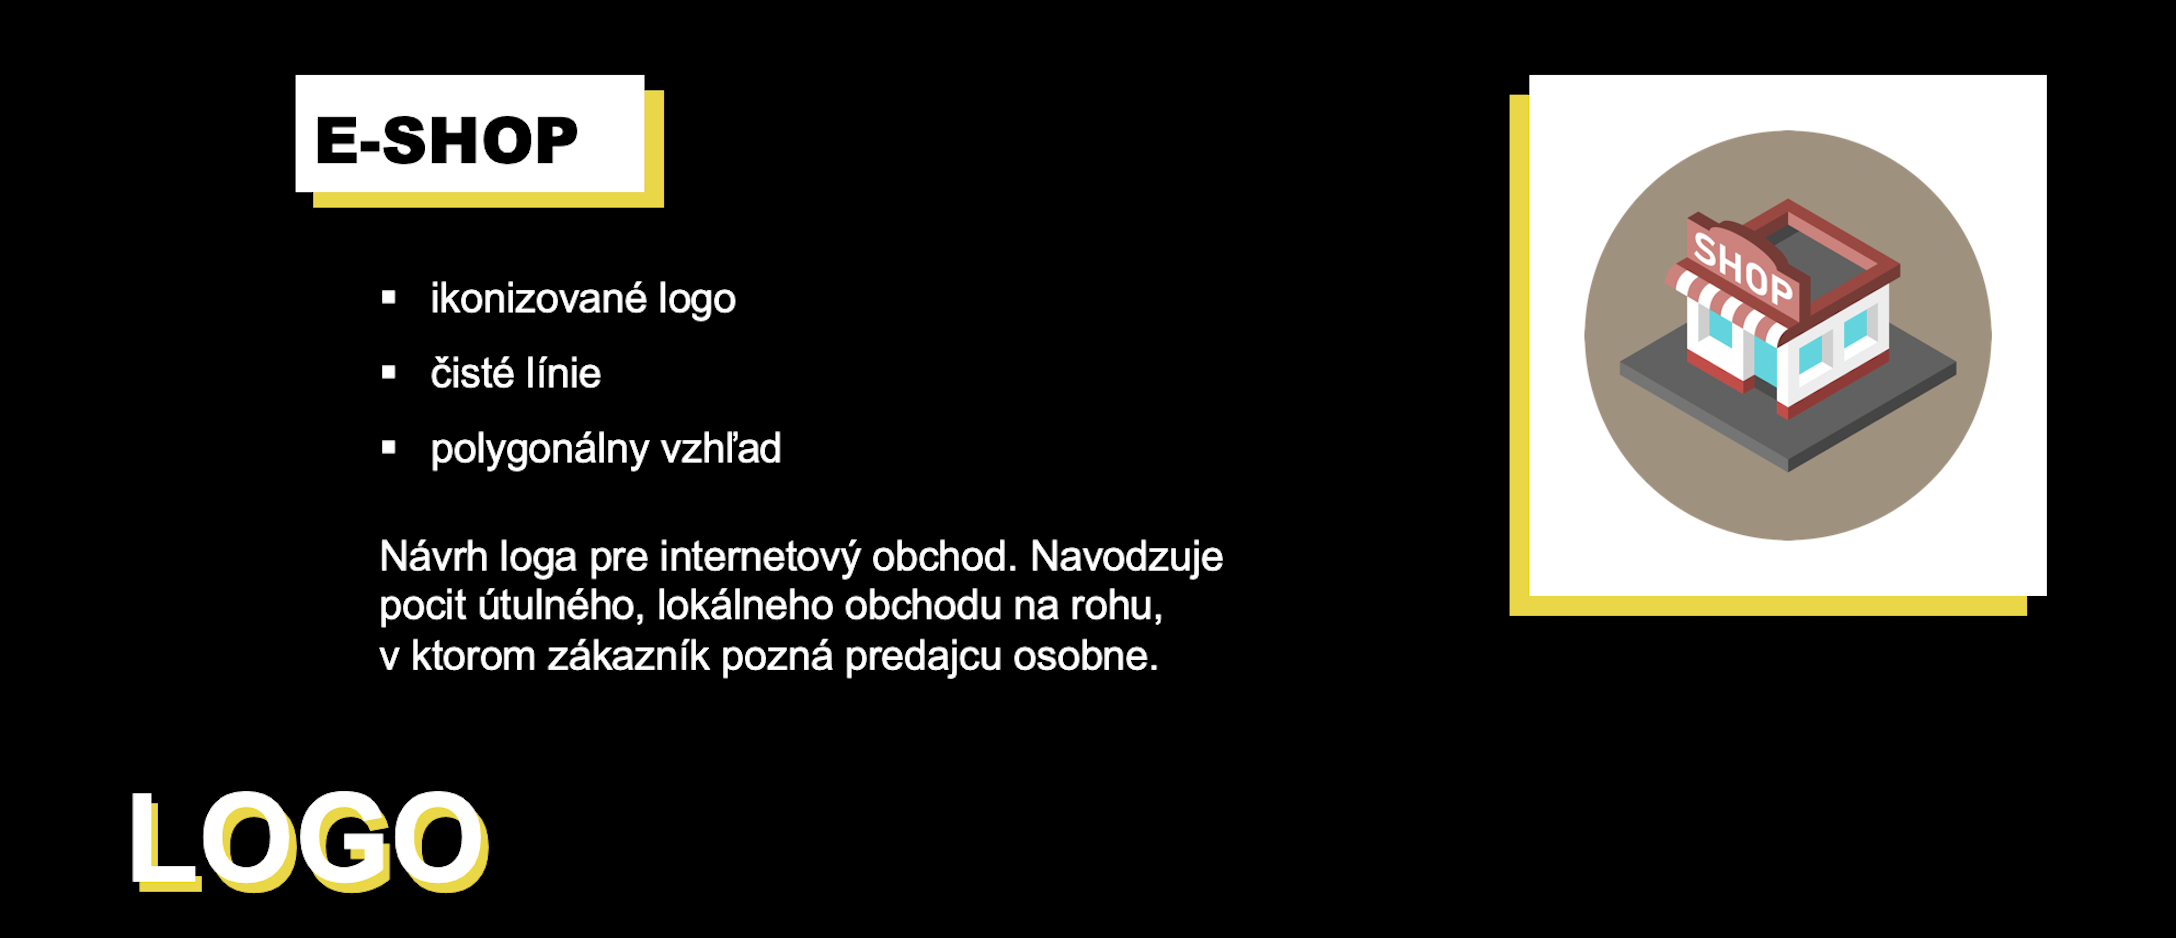 E-SHOP
SHOP
▪ ikonizované logo
▪ čisté línie
▪ polygonálny vzhľad
Návrh loga pre internetový obchod. Navodzuje
pocit útulného, lokálneho obchodu na rohu,
v ktorom zákazník pozná predajcu osobne.
LOGO